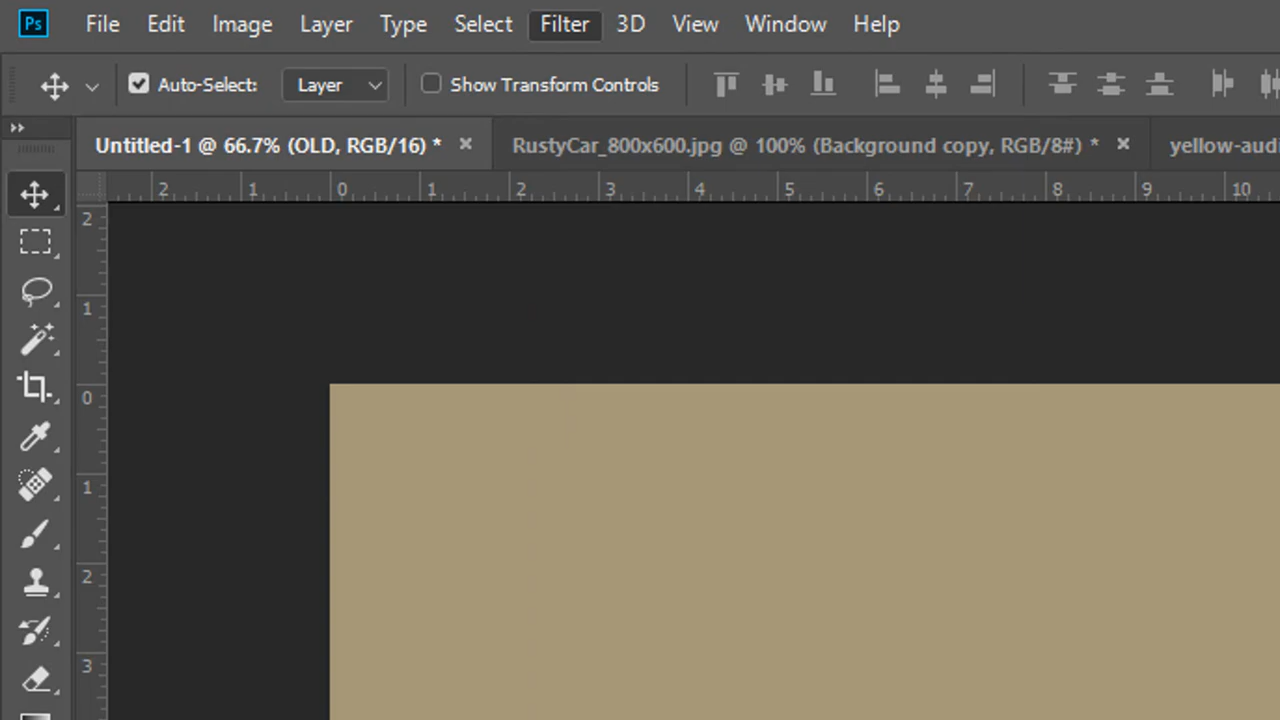 Ps File Edit Image Layer Type Select Filter 3D View Window Help
Auto-Select: Layer Show Transform Controls
Untitled-1 @ 66.7% (OLD, RGB/16) * × RustyCar_800x600.jpg @ 100% (Background copy, RGB/8#) * × yellow-audi
2 1 0 1 2 3 4 5 6 7 8 9 10
2
1
0
1
2
3